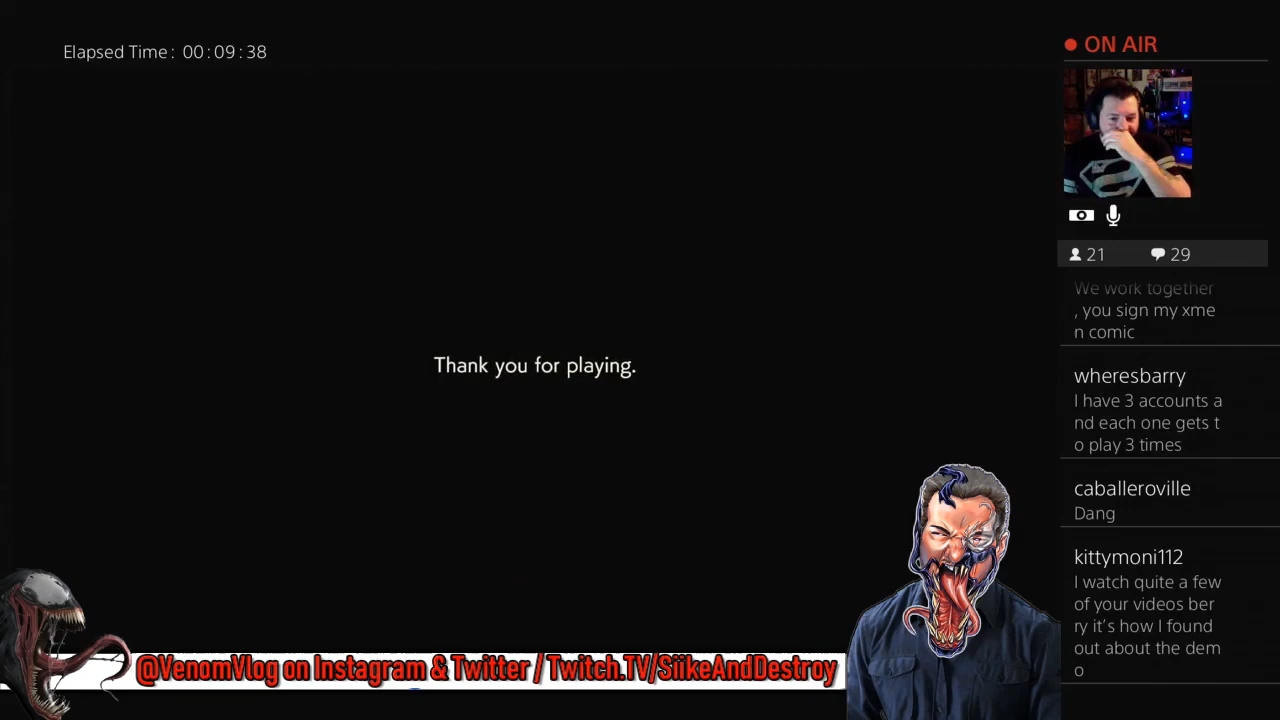 Elapsed Time: 00:09:38
ON AIR
21 29
We work together
, you sign my xme
n comic
wheresbarry
I have 3 accounts a
nd each one gets t
o play 3 times
caballeroville
Dang
kittymoni112
I watch quite a few
of your videos ber
ry it's how I found
out about the dem
o
Thank you for playing.
@VenomVlog on Instagram & Twitter / Twitch.TV/SiikeAndDestroy